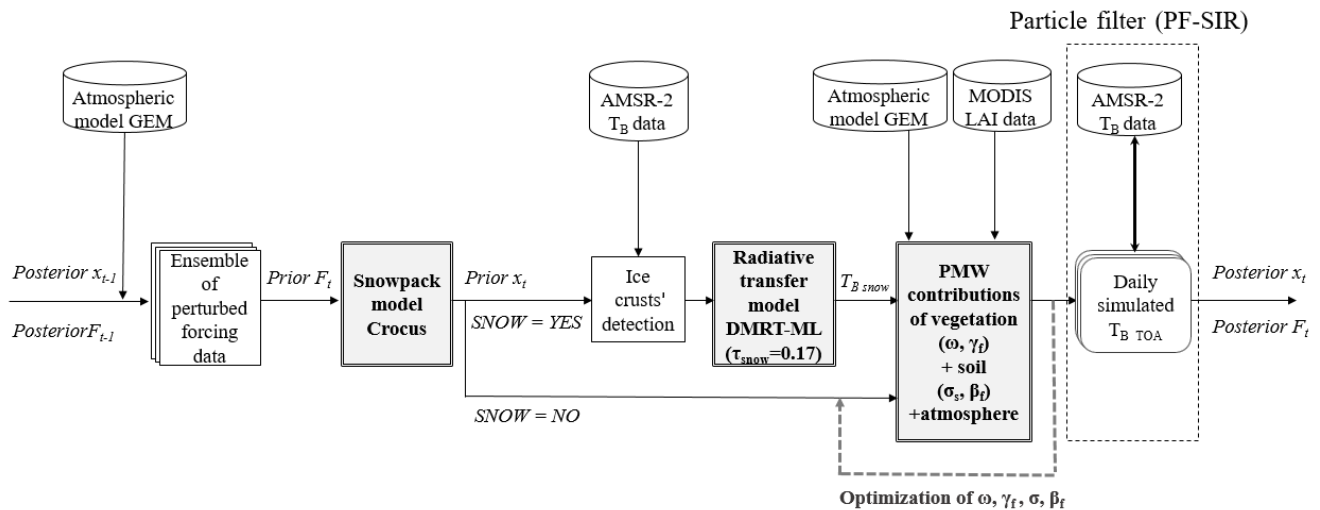 Particle filter (PF-SIR)
Atmospheric
model GEM
AMSR-2
T_B data
Atmospheric
model GEM
MODIS
LAI data
AMSR-2
T_B data
Posterior x_t-1
PosteriorF_t-1
Ensemble of
perturbed
forcing
data
Prior F_t
Snowpack
model
Crocus
Prior x_t
SNOW = YES
SNOW = NO
Ice
crusts'
detection
Radiative
transfer
model
DMRT-ML
(τ_snow=0.17)
T_B snow
PMW
contributions
of vegetation
(ω, γ_f)
+ soil
(σ_s, β_f)
+atmosphere
Daily
simulated
T_B TOA
Posterior x_t
Posterior F_t
Optimization of ω, γ_f , σ, β_f